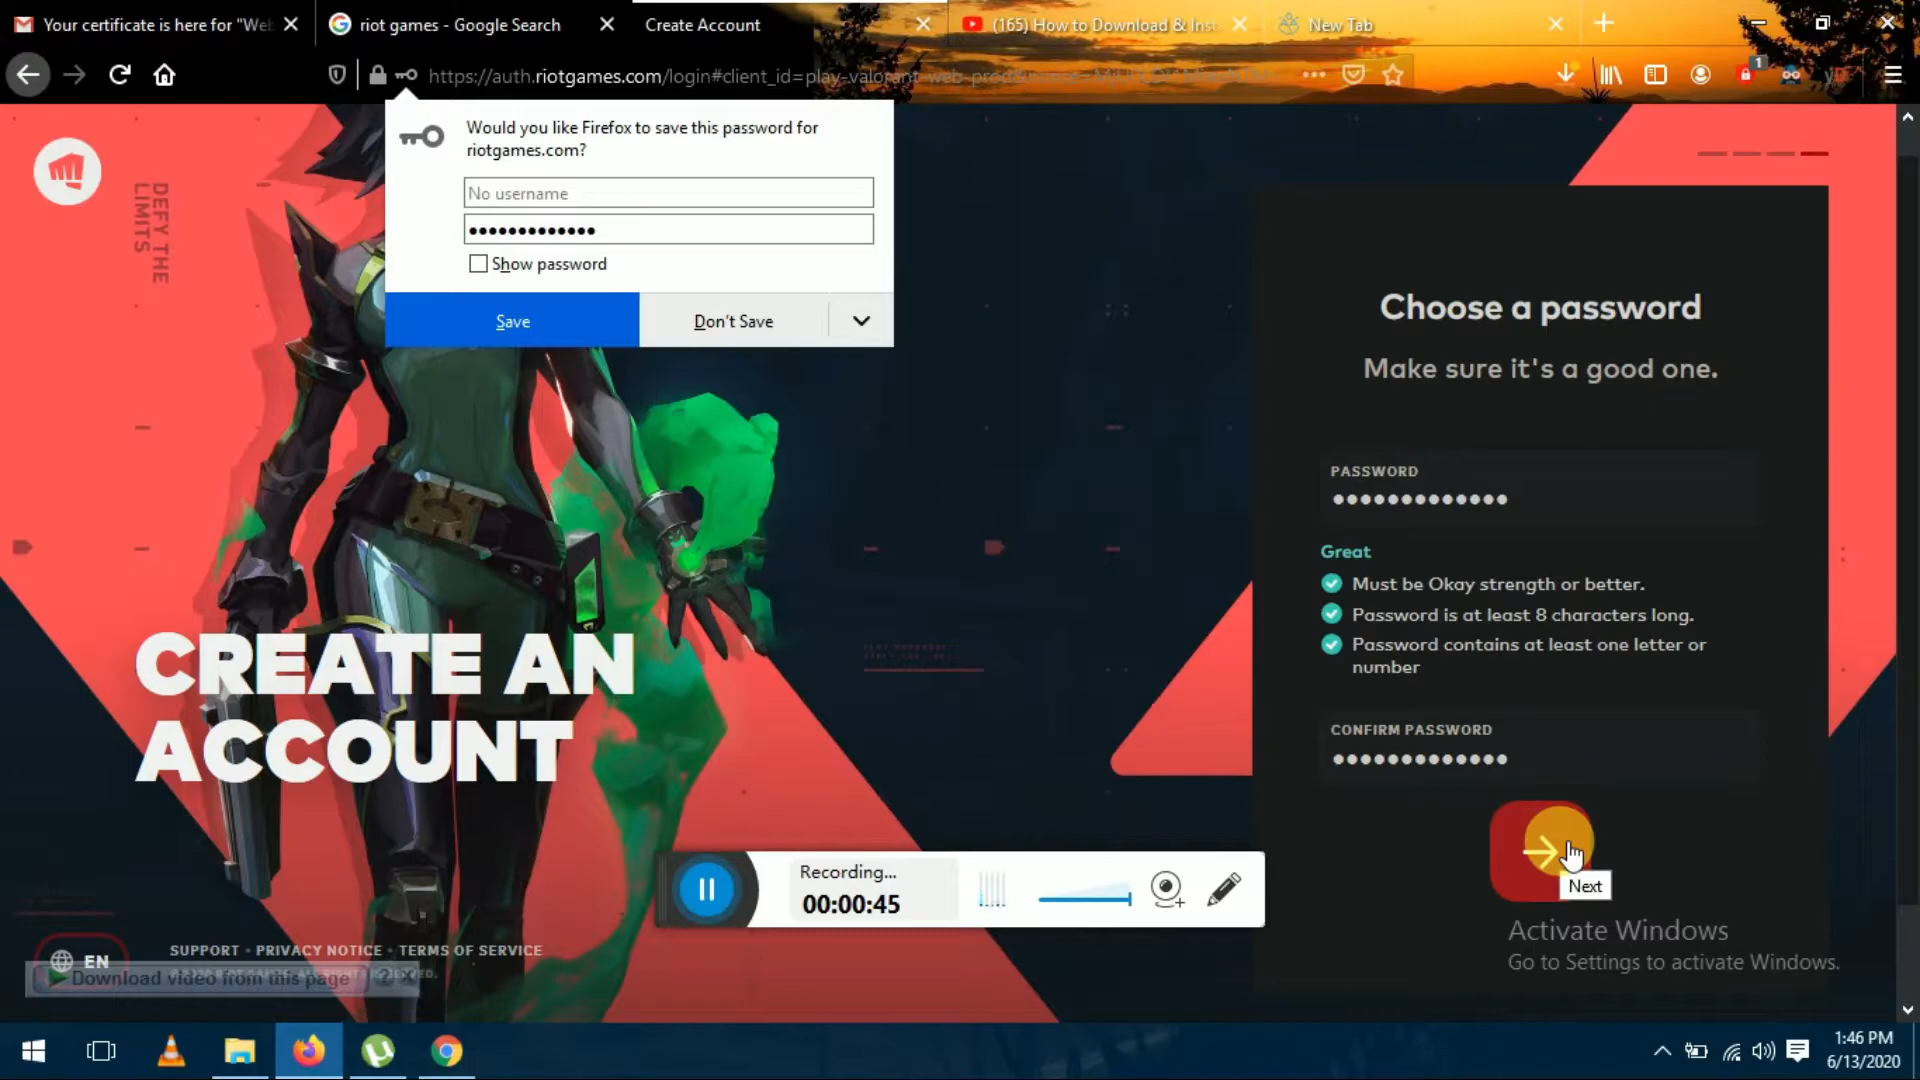 Your certificate is here for "Web
riot games - Google Search
Create Account
(165) How to Download & Inst
New Tab
https://auth.riotgames.com/login#client_id=play-valorant-web-prod
1
Would you like Firefox to save this password for
riotgames.com?
No username
Show password
Save
Don't Save
DEFY THE
LIMITS
Choose a password
Make sure it's a good one.
PASSWORD
Great
Must be Okay strength or better.
Password is at least 8 characters long.
Password contains at least one letter or
number
CONFIRM PASSWORD
CREATE AN
ACCOUNT
Recording...
00:00:45
Next
Activate Windows
Go to Settings to activate Windows.
SUPPORT • PRIVACY NOTICE • TERMS OF SERVICE
EN
Download video from this page
1:46 PM
6/13/2020